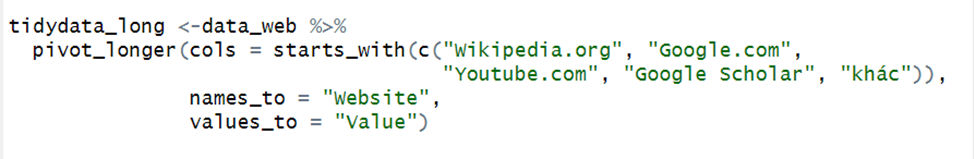 tidydata_long <-data_web %>%
pivot_longer(cols = starts_with(c("Wikipedia.org", "Google.com",
"Youtube.com", "Google Scholar", "khác")),
names_to = "Website",
values_to = "Value")